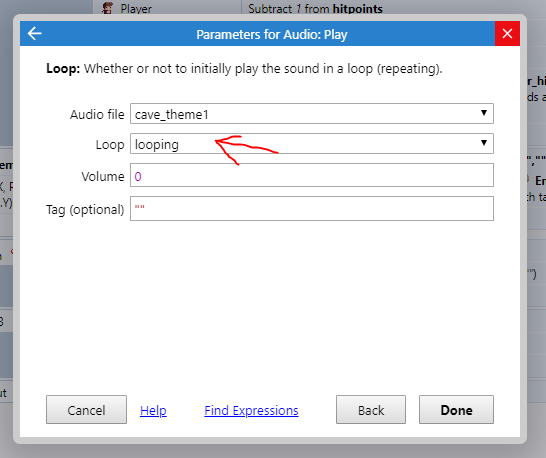 Player
Subtract 1 from hitpoints
Parameters for Audio: Play
Loop: Whether or not to initially play the sound in a loop (repeating).
Audio file cave_theme1
Loop looping
Volume 0
Tag (optional) ""
Cancel Help Find Expressions Back Done